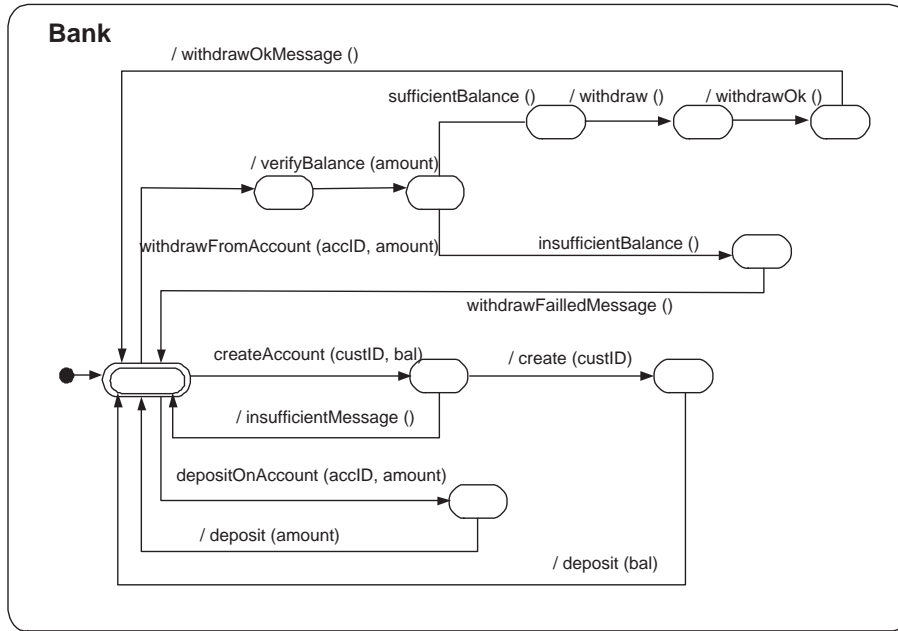 Bank
/ withdrawOkMessage ()
sufficientBalance ()
/ withdraw ()
/ withdrawOk ()
/ verifyBalance (amount)
withdrawFromAccount (accID, amount)
insufficientBalance ()
withdrawFailledMessage ()
createAccount (custID, bal)
/ create (custID)
/ insufficientMessage ()
depositOnAccount (accID, amount)
/ deposit (amount)
/ deposit (bal)